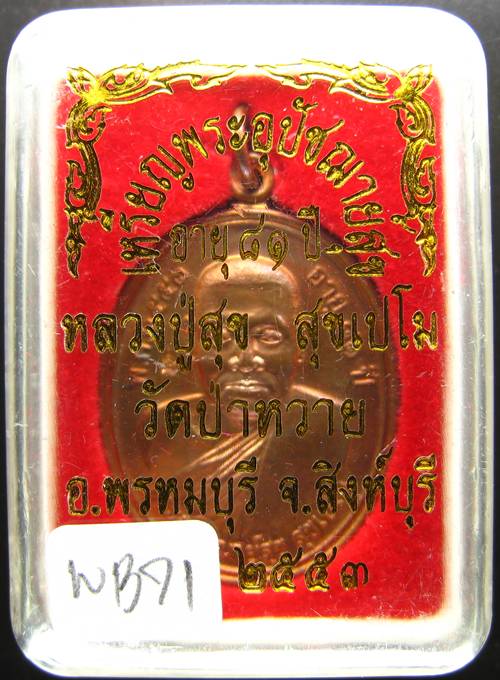 เหรียญพระอุปัชฌาย์สุข
อายุ ๘๑ ปี
หลวงปู่สุข สุขเปโม
วัดป่าหวาย
อ.พรหมบุรี จ.สิงห์บุรี
๒๕๕๓
WB71